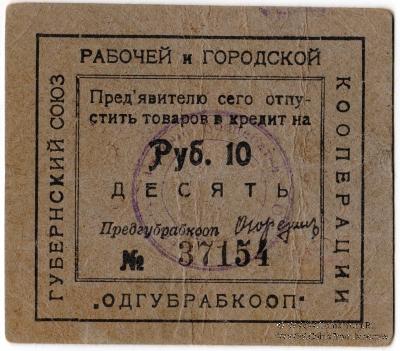 ГУБЕРНСКИЙ СОЮЗ
РАБОЧЕЙ и ГОРОДСКОЙ
КООПЕРАЦИИ
Пред'явителю сего отпу-
стить товаров в кредит на
Руб. 10
ДЕСЯТЬ
Предгубрабкооп
№ 37154
„ОДГУБРАБКООП"